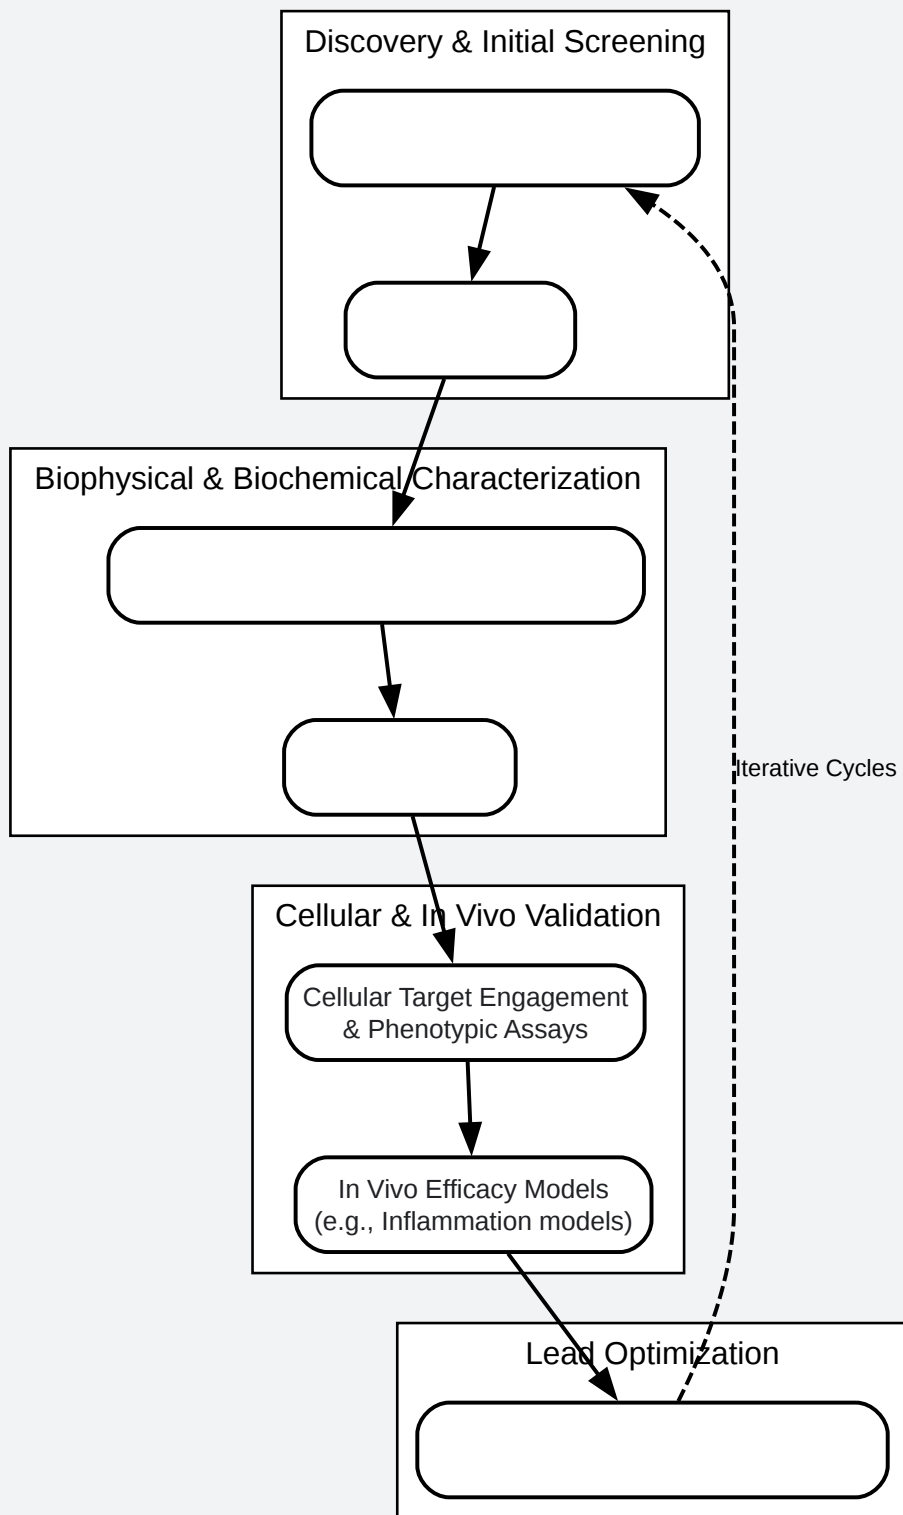 Discovery & Initial Screening
Biophysical & Biochemical Characterization
Iterative Cycles
Cellular & In Vivo Validation
Cellular Target Engagement
& Phenotypic Assays
In Vivo Efficacy Models
(e.g., Inflammation models)
Lead Optimization